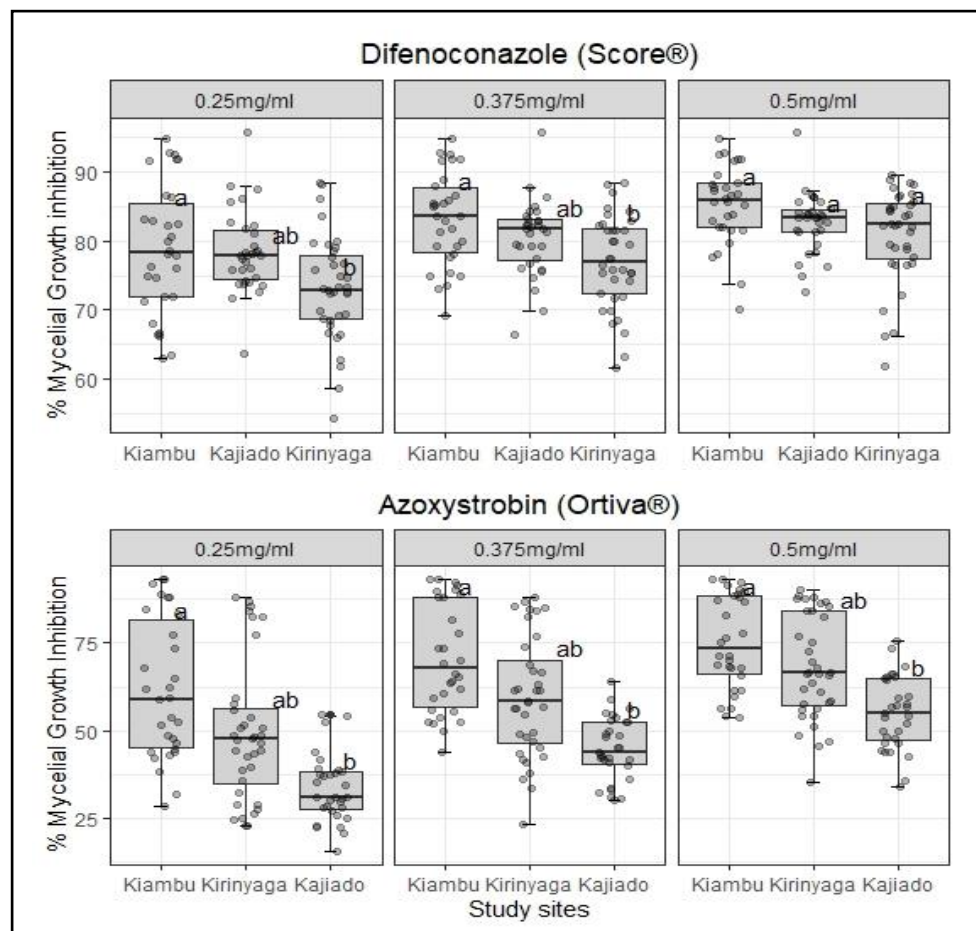 Difenoconazole (Score®)
0.25mg/ml 0.375mg/ml 0.5mg/ml
% Mycelial Growth inhibition
90
80
70
60
a ab b a ab b a a a
Kiambu Kajiado Kirinyaga Kiambu Kajiado Kirinyaga Kiambu Kajiado Kirinyaga
Azoxystrobin (Ortiva®)
0.25mg/ml 0.375mg/ml 0.5mg/ml
% Mycelial Growth Inhibition
75
50
25
a ab b a ab b a ab b
Kiambu Kirinyaga Kajiado Kiambu Kirinyaga Kajiado Kiambu Kirinyaga Kajiado
Study sites